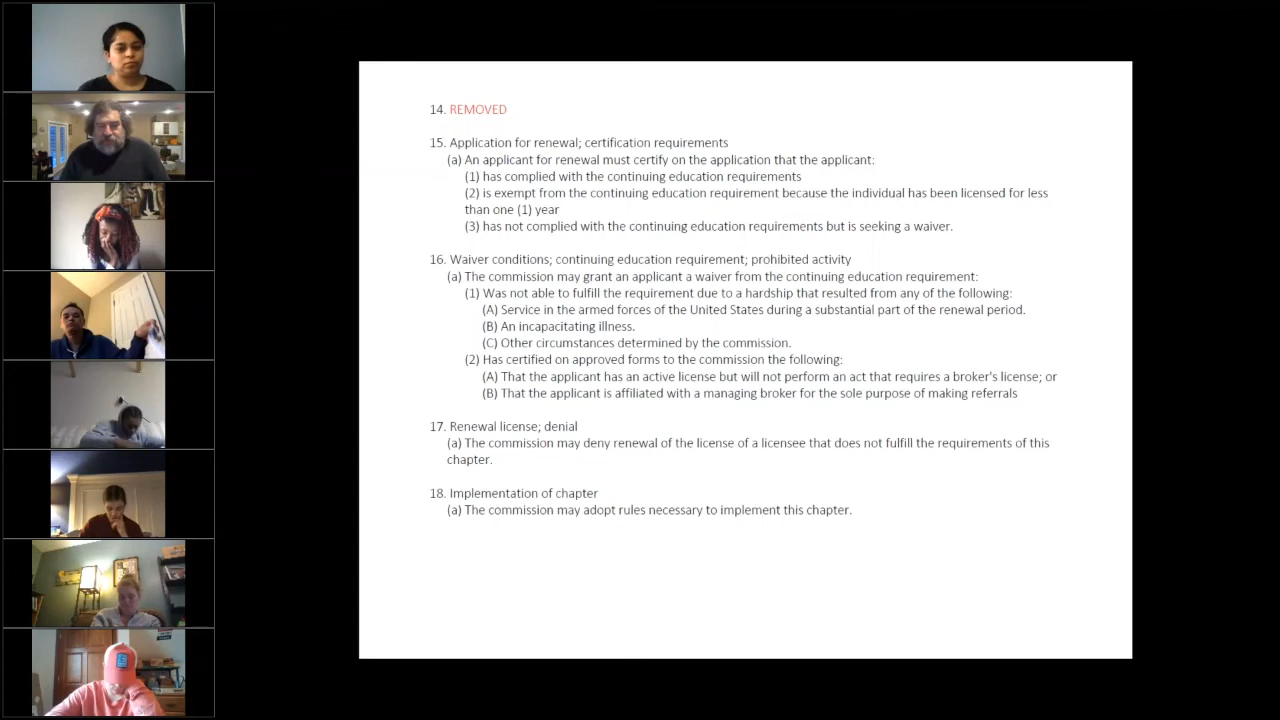 14. REMOVED
15. Application for renewal; certification requirements
(a) An applicant for renewal must certify on the application that the applicant:
(1) has complied with the continuing education requirements
(2) is exempt from the continuing education requirement because the individual has been licensed for less
than one (1) year
(3) has not complied with the continuing education requirements but is seeking a waiver.
16. Waiver conditions; continuing education requirement; prohibited activity
(a) The commission may grant an applicant a waiver from the continuing education requirement:
(1) Was not able to fulfill the requirement due to a hardship that resulted from any of the following:
(A) Service in the armed forces of the United States during a substantial part of the renewal period.
(B) An incapacitating illness.
(C) Other circumstances determined by the commission.
(2) Has certified on approved forms to the commission the following:
(A) That the applicant has an active license but will not perform an act that requires a broker's license; or
(B) That the applicant is affiliated with a managing broker for the sole purpose of making referrals
17. Renewal license; denial
(a) The commission may deny renewal of the license of a licensee that does not fulfill the requirements of this
chapter.
18. Implementation of chapter
(a) The commission may adopt rules necessary to implement this chapter.